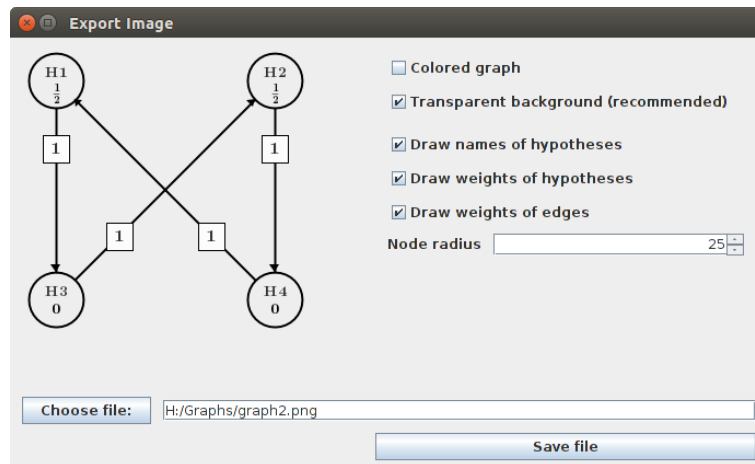 Export Image
H1
1/2
H2
1/2
Colored graph
Transparent background (recommended)
1
1
Draw names of hypotheses
Draw weights of hypotheses
Draw weights of edges
1
1
Node radius 25
H3
0
H4
0
Choose file: H:/Graphs/graph2.png
Save file